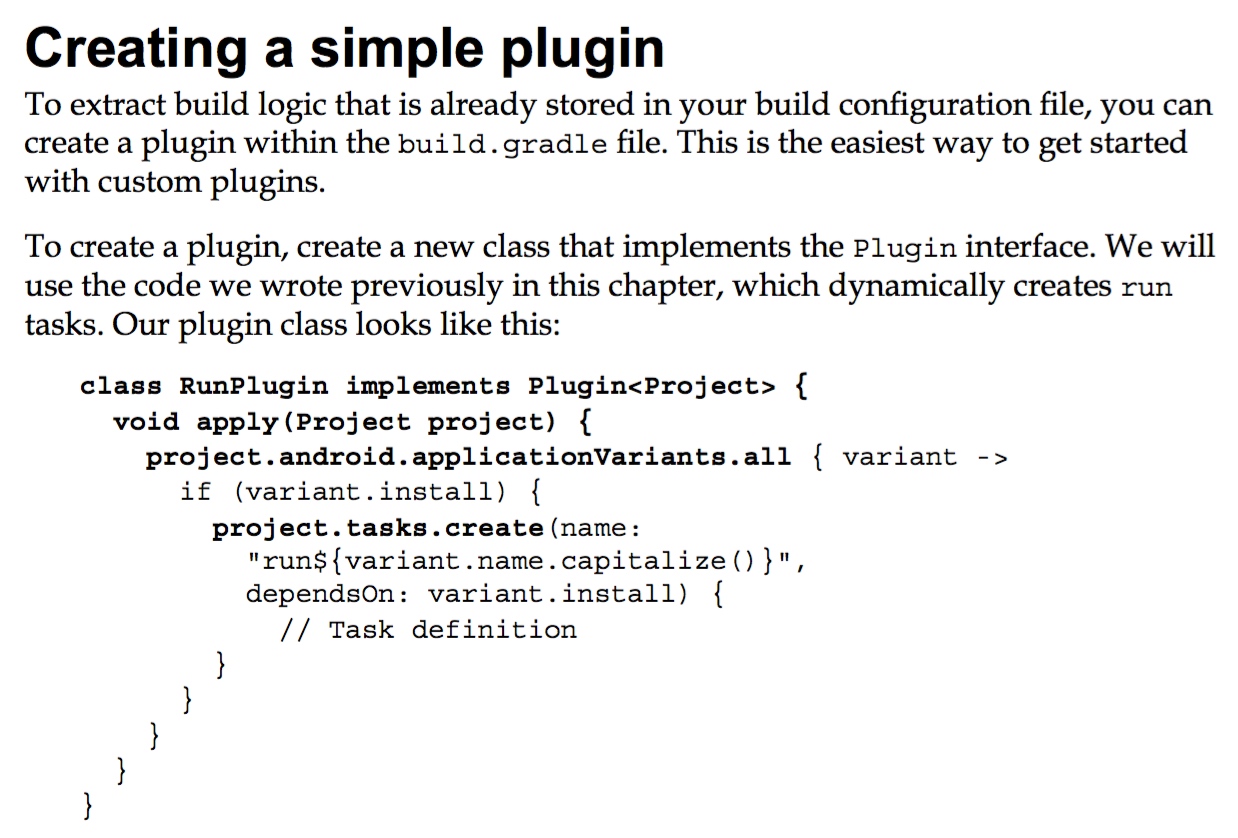 Creating a simple plugin
To extract build logic that is already stored in your build configuration file, you can
create a plugin within the build.gradle file. This is the easiest way to get started
with custom plugins.
To create a plugin, create a new class that implements the Plugin interface. We will
use the code we wrote previously in this chapter, which dynamically creates run
tasks. Our plugin class looks like this:
class RunPlugin implements Plugin<Project> {
  void apply(Project project) {
    project.android.applicationVariants.all { variant ->
      if (variant.install) {
        project.tasks.create(name:
          "run${variant.name.capitalize()}",
          dependsOn: variant.install) {
            // Task definition
        }
      }
    }
  }
}